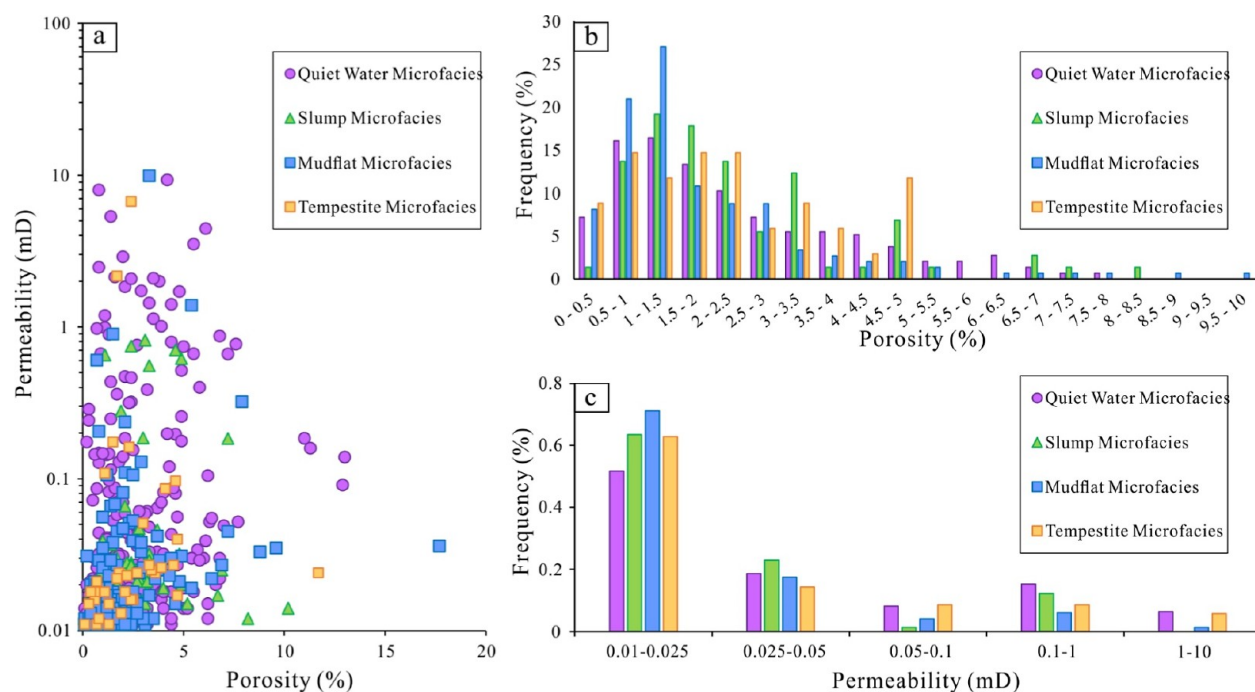 a
Permeability (mD)
100
10
1
0.1
0.01
0
5
10
15
20
Porosity (%)
Quiet Water Microfacies
Slump Microfacies
Mudflat Microfacies
Tempestite Microfacies
b
Frequency (%)
30
25
20
15
10
5
0
0 - 0.5
0.5 - 1
1 - 1.5
1.5 - 2
2 - 2.5
2.5 - 3
3 - 3.5
3.5 - 4
4 - 4.5
4.5 - 5
5 - 5.5
5.5 - 6
6 - 6.5
6.5 - 7
7 - 7.5
7.5 - 8
8 - 8.5
8.5 - 9
9 - 9.5
9.5 - 10
Porosity (%)
Quiet Water Microfacies
Slump Microfacies
Mudflat Microfacies
Tempestite Microfacies
c
Frequency (%)
0.8
0.6
0.4
0.2
0
0.01-0.025
0.025-0.05
0.05-0.1
0.1-1
1-10
Permeability (mD)
Quiet Water Microfacies
Slump Microfacies
Mudflat Microfacies
Tempestite Microfacies